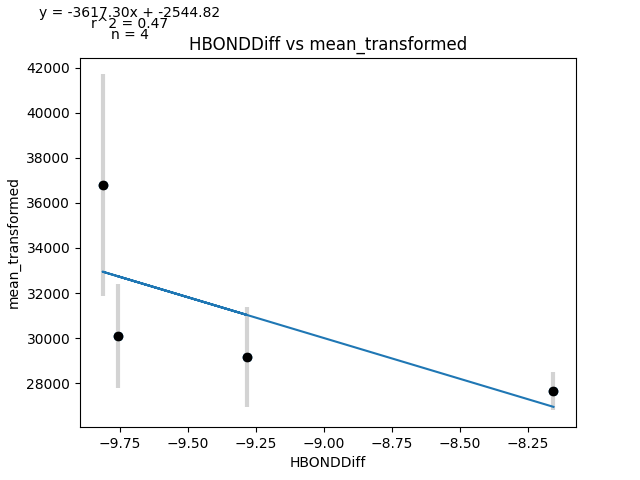 y = -3617.30x + -2544.82
r^2 = 0.47
n = 4
HBONDDiff vs mean_transformed
42000
40000
38000
36000
34000
32000
30000
28000
mean_transformed
−9.75
−9.50
−9.25
−9.00
−8.75
−8.50
−8.25
HBONDDiff